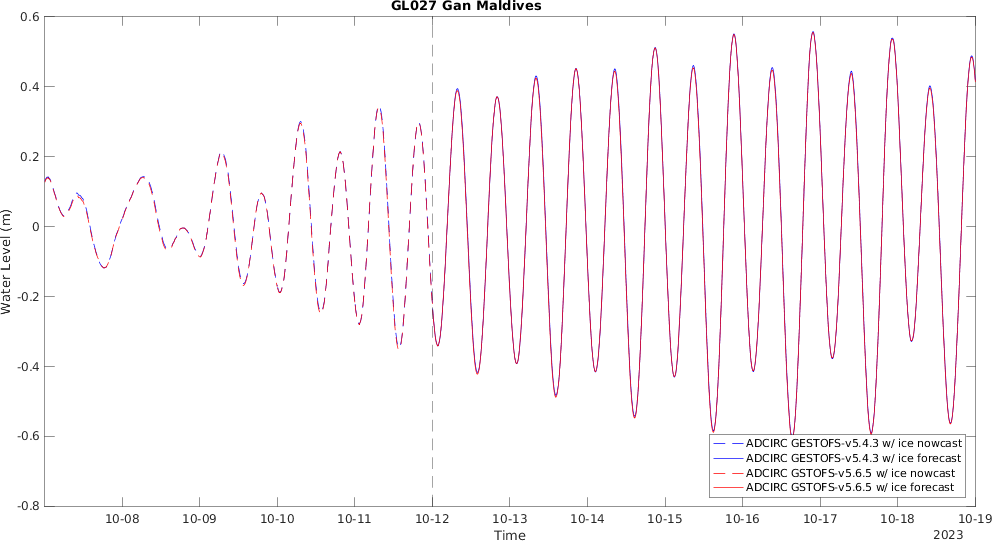 GL027 Gan Maldives
Water Level (m)
0.6
0.4
0.2
0
-0.2
-0.4
-0.6
-0.8
ADCIRC GESTOFS-v5.4.3 w/ ice nowcast
ADCIRC GESTOFS-v5.4.3 w/ ice forecast
ADCIRC GSTOFS-v5.6.5 w/ ice nowcast
ADCIRC GSTOFS-v5.6.5 w/ ice forecast
10-08 10-09 10-10 10-11 10-12 10-13 10-14 10-15 10-16 10-17 10-18 10-19
Time
2023